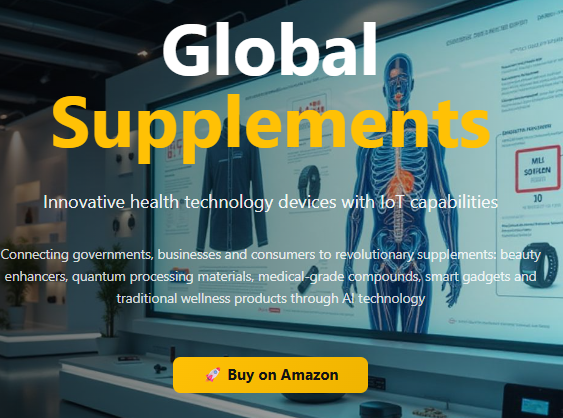 Global
Supplements
Innovative health technology devices with IoT capabilities
Connecting governments, businesses and consumers to revolutionary supplements: beauty
enhancers, quantum processing materials, medical-grade compounds, smart gadgets and
traditional wellness products through AI technology
🚀 Buy on Amazon